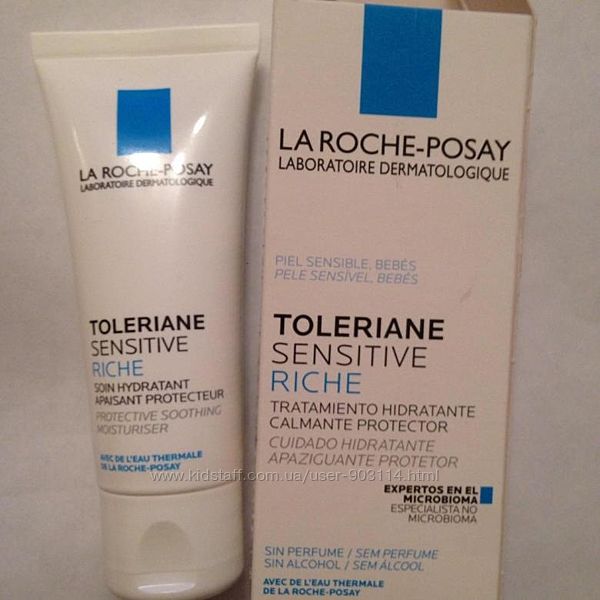 LA ROCHE-POSAY
LABORATOIRE DERMATOLOGIQUE
TOLERIANE
SENSITIVE
RICHE
SOIN HYDRATANT
APAISANT PROTECTEUR
PROTECTIVE SOOTHING
MOISTURISER
AVEC DE L'EAU THERMALE
DE LA ROCHE-POSAY
LA ROCHE-POSAY
LABORATOIRE DERMATOLOGIQUE
PIEL SENSIBLE, BEBÉS
PELE SENSÍVEL, BEBÉS
TOLERIANE
SENSITIVE
RICHE
TRATAMIENTO HIDRATANTE
CALMANTE PROTECTOR
CUIDADO HIDRATANTE
APAZIGUANTE PROTETOR
EXPERTOS EN EL
MICROBIOMA
ESPECIALISTA NO
MICROBIOMA
SIN PERFUME / SEM PERFUME
SIN ALCOHOL / SEM ÁLCOOL
AVEC DE L'EAU THERMALE
DE LA ROCHE-POSAY
www.kidstaff.com.ua/user-903114.html